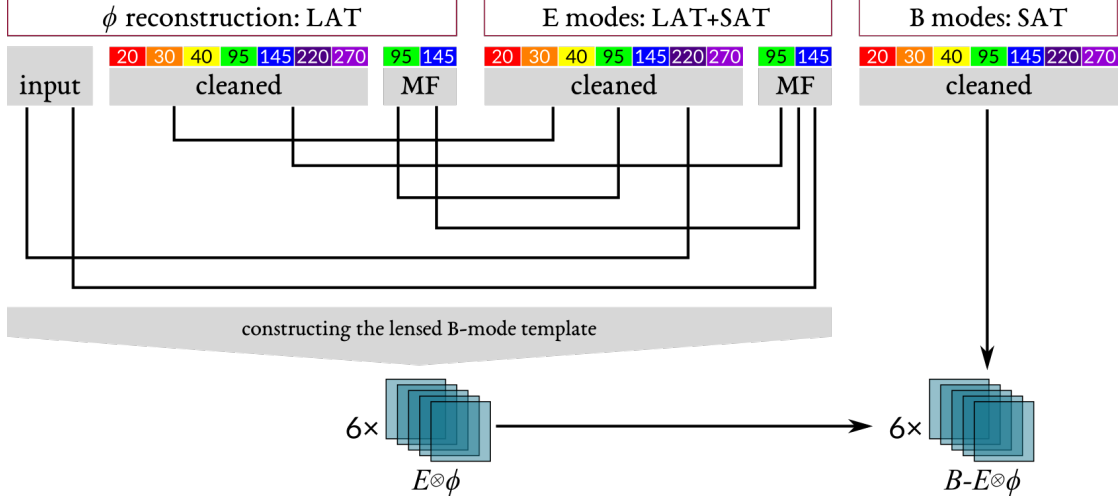 ϕ reconstruction: LAT
E modes: LAT+SAT
B modes: SAT
20 30 40 95 145 220 270
95 145
20 30 40 95 145 220 270
95 145
20 30 40 95 145 220 270
input
cleaned
MF
cleaned
MF
cleaned
constructing the lensed B-mode template
6×
6×
E⊗ϕ
B-E⊗ϕ